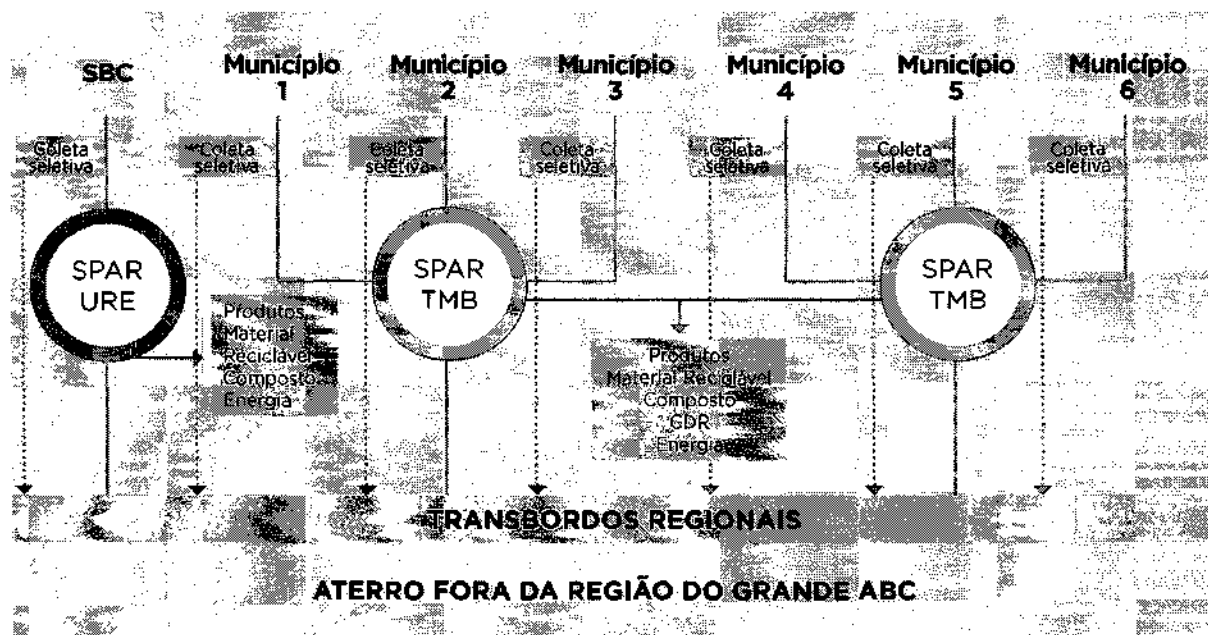 SBC
Município
1
Município
2
Município
3
Município
4
Município
5
Município
6
Coleta
seletiva
Coleta
seletiva
Coleta
seletiva
Coleta
seletiva
Coleta
seletiva
Coleta
seletiva
Coleta
seletiva
SPAR
URE
SPAR
TMB
SPAR
TMB
Produtos
Material
Reciclável
Composto
Energia
Produtos
Material Reciclável
Composto
CDR
Energia
TRANSBORDOS REGIONAIS
ATERRO FORA DA REGIÃO DO GRANDE ABC